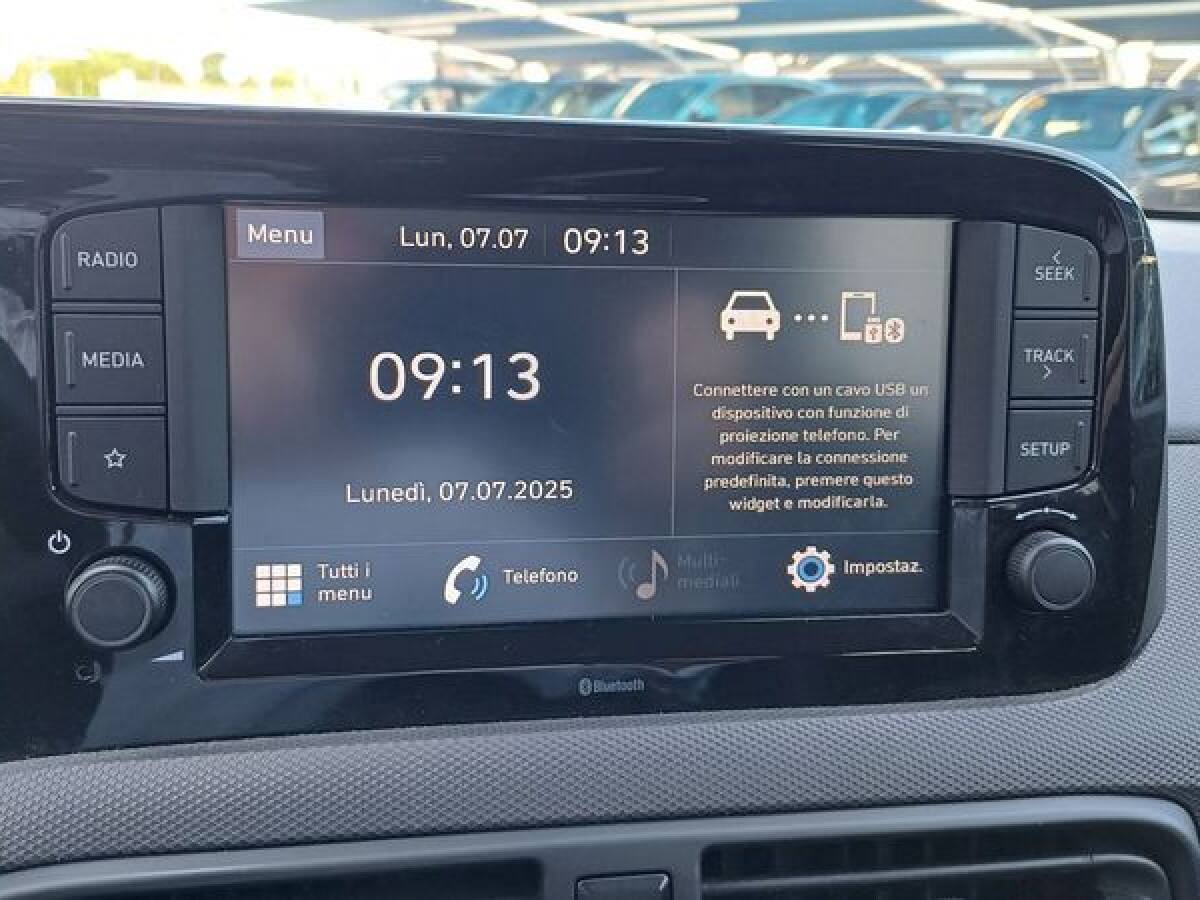 Menu
Lun, 07.07
09:13
RADIO
MEDIA
SEEK
TRACK
SETUP
09:13
Lunedì, 07.07.2025
Connettere con un cavo USB un
dispositivo con funzione di
proiezione telefono. Per
modificare la connessione
predefinita, premere questo
widget e modificarla.
Tutti i
menu
Telefono
Multi-
mediali
Impostaz.
Bluetooth